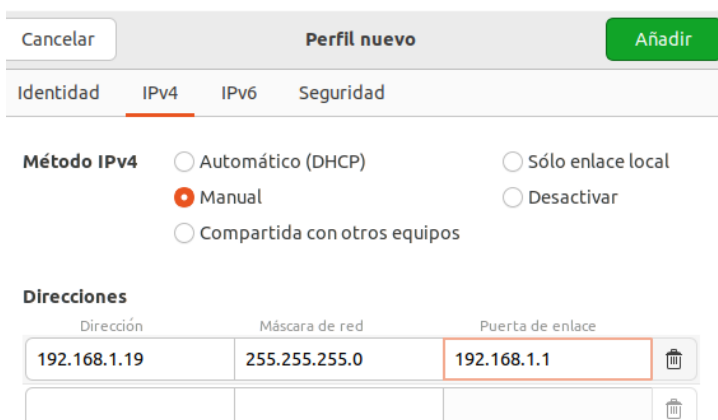 Cancelar Perfil nuevo Añadir
Identidad IPv4 IPv6 Seguridad
Método IPv4 Automático (DHCP) Sólo enlace local
Manual Desactivar
Compartida con otros equipos
Direcciones
Dirección Máscara de red Puerta de enlace
192.168.1.19 255.255.255.0 192.168.1.1